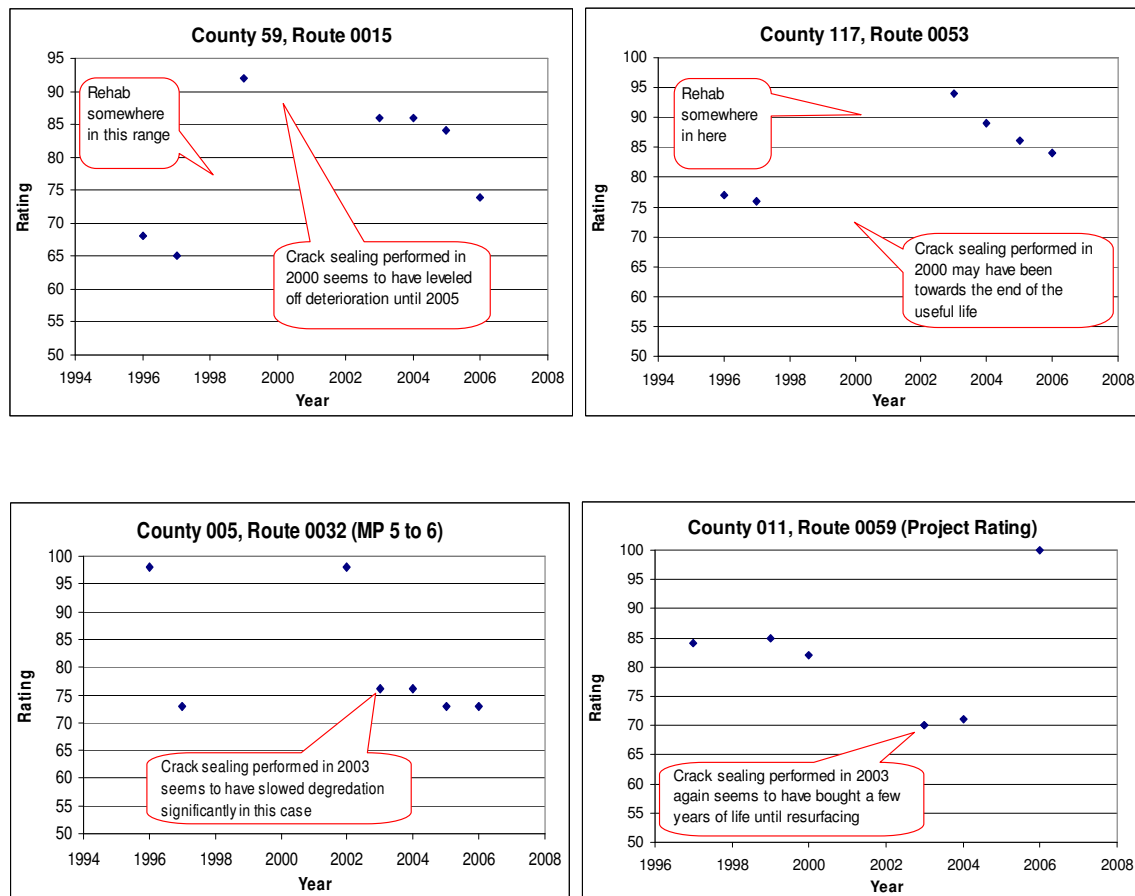 County 59, Route 0015
95
90
85
80
75
70
65
60
55
50
Rating
Rehab
somewhere
in this range
Crack sealing performed in
2000 seems to have leveled
off deterioration until 2005
1994 1996 1998 2000 2002 2004 2006 2008
Year
County 117, Route 0053
100
95
90
85
80
75
70
65
60
55
50
Rating
Rehab
somewhere
in here
Crack sealing performed in
2000 may have been
towards the end of the
useful life
1994 1996 1998 2000 2002 2004 2006 2008
Year
County 005, Route 0032 (MP 5 to 6)
100
95
90
85
80
75
70
65
60
55
50
Rating
Crack sealing performed in 2003
seems to have slowed degredation
significantly in this case
1994 1996 1998 2000 2002 2004 2006 2008
Year
County 011, Route 0059 (Project Rating)
100
95
90
85
80
75
70
65
60
55
50
Rating
Crack sealing performed in 2003
again seems to have bought a few
years of life until resurfacing
1996 1998 2000 2002 2004 2006 2008
Year